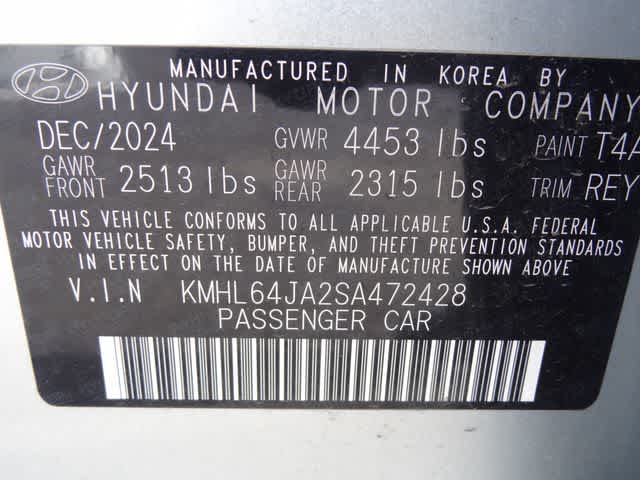 MANUFACTURED IN KOREA BY
HYUNDAI MOTOR COMPANY
DEC/2024 GVWR 4453 lbs PAINT T4A
GAWR FRONT 2513 lbs GAWR REAR 2315 lbs TRIM REY
THIS VEHICLE CONFORMS TO ALL APPLICABLE U.S.A. FEDERAL
MOTOR VEHICLE SAFETY, BUMPER, AND THEFT PREVENTION STANDARDS
IN EFFECT ON THE DATE OF MANUFACTURE SHOWN ABOVE
V.I.N KMHL64JA2SA472428
PASSENGER CAR